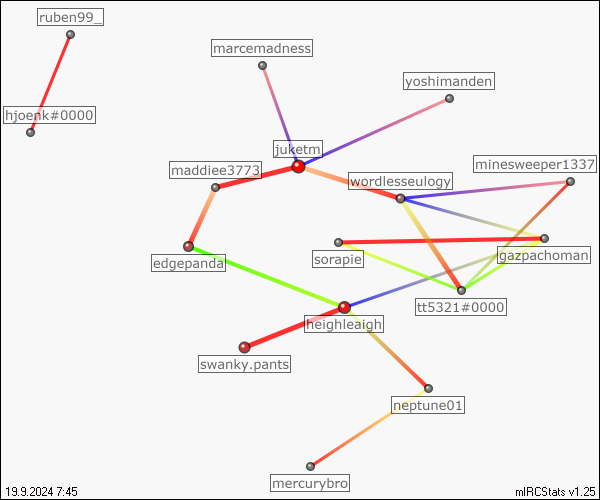 ruben99_
marcemadness
yoshimanden
hjoenk#0000
juketm
maddiee3773
minesweeper1337
wordlesseulogy
edgepanda
sorapie
gazpachoman
tt5321#0000
heighleaigh
swanky.pants
neptune01
mercurybro
19.9.2024 7:45
mIRCStats v1.25